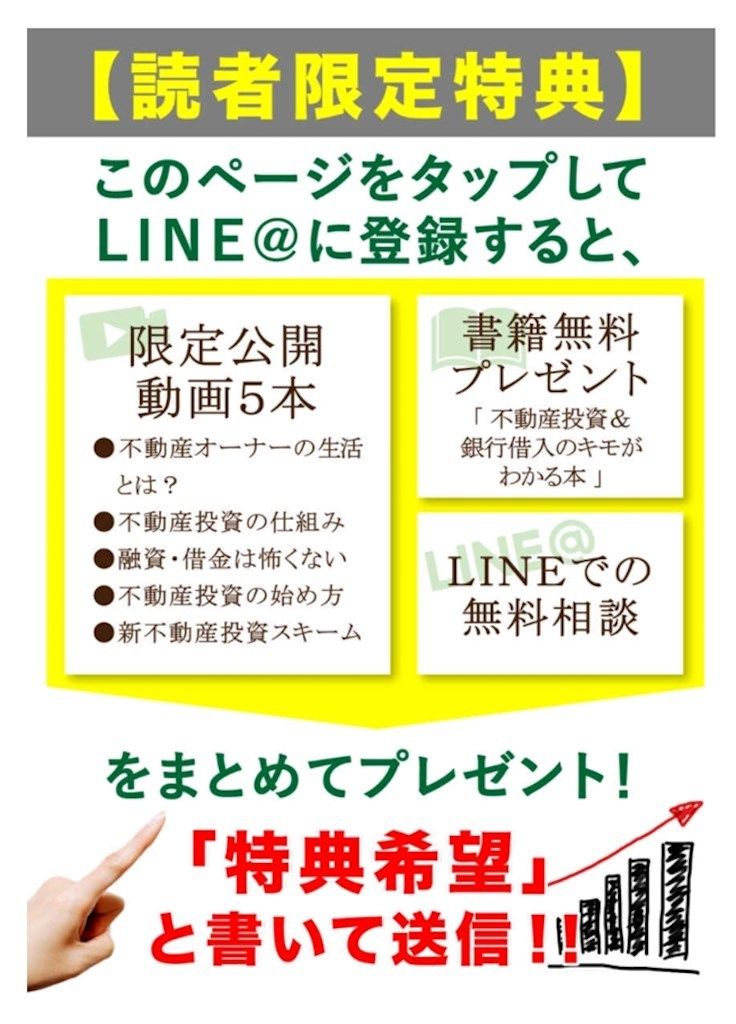 【読者限定特典】
このページをタップして
LINE@に登録すると、
限定公開
動画5本
●不動産オーナーの生活
とは？
●不動産投資の仕組み
●融資・借金は怖くない
●不動産投資の始め方
●新不動産投資スキーム
書籍無料
プレゼント
「 不動産投資＆
銀行借入のキモが
わかる本 」
LINE@
LINEでの
無料相談
をまとめてプレゼント！
「特典希望」
と書いて送信！！